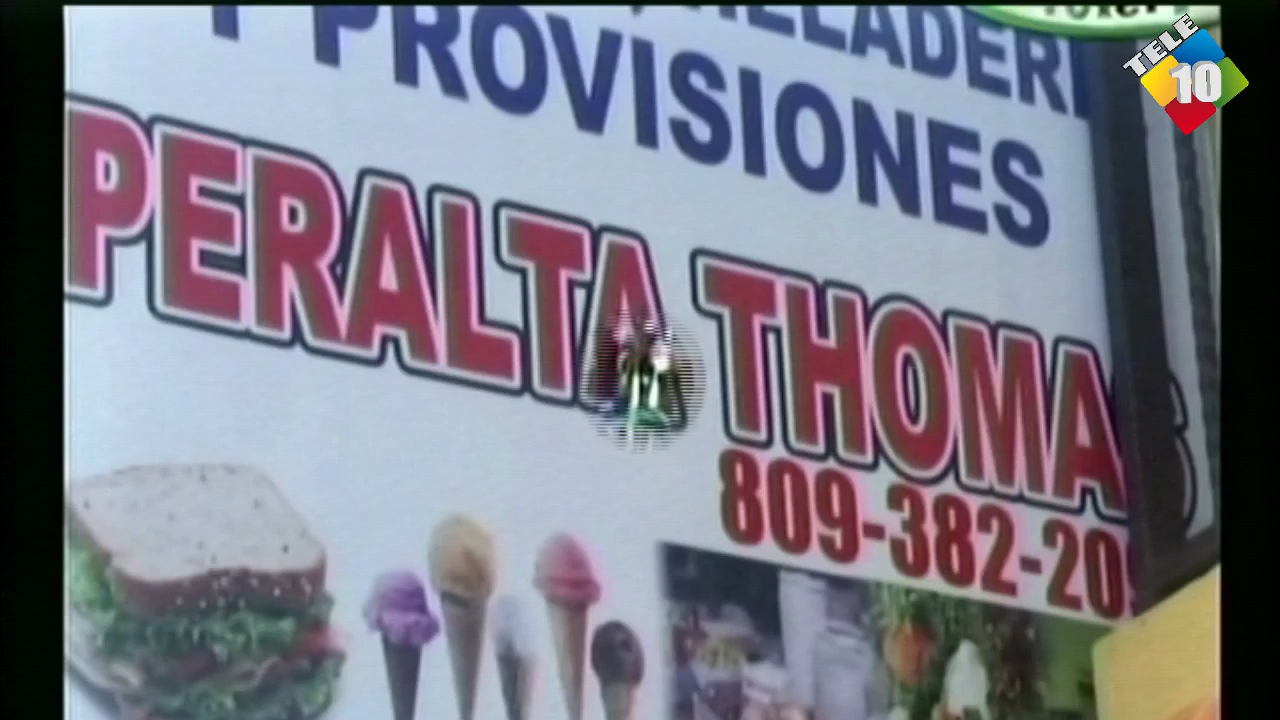 Y PROVISIONES
PERALTA THOMA
809-382-20
TELE
10